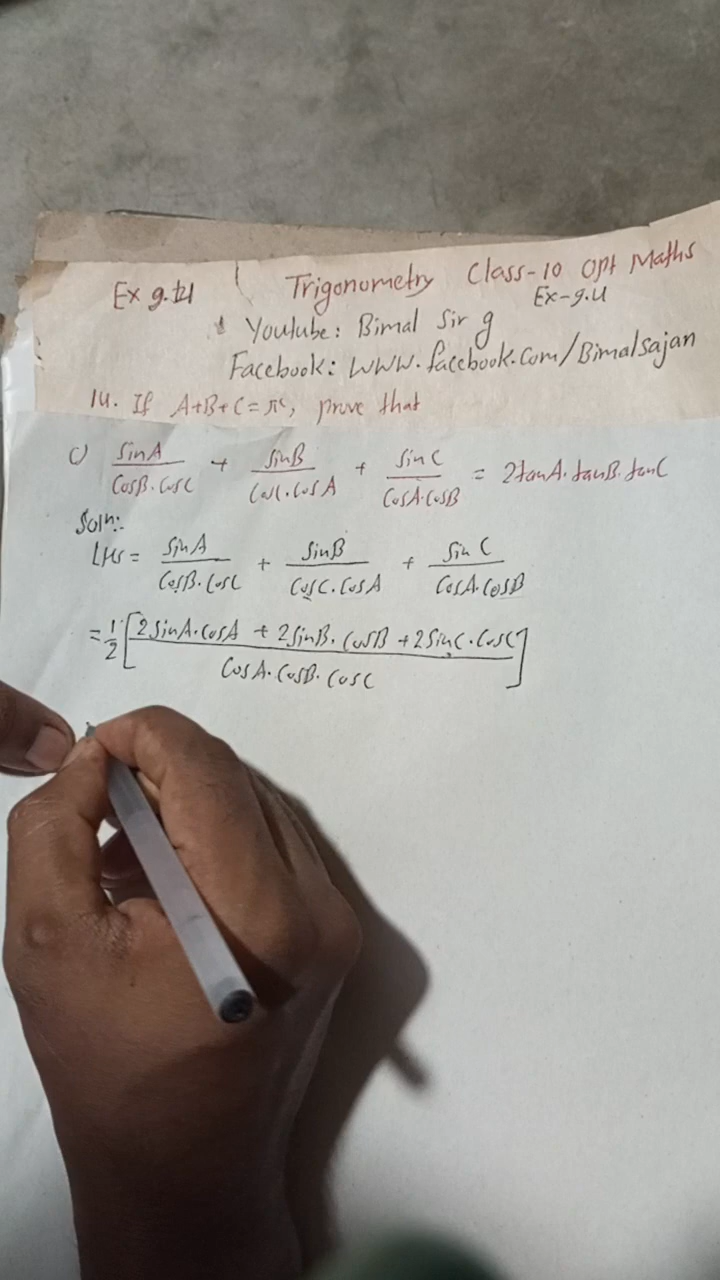 Ex 9.4 Trigonometry Class-10 Opt Maths
Ex-9.4
Youtube: Bimal Sir g
Facebook: WWW.facebook.Com/Bimalsajan
14. If A+B+C = πᶜ, prove that
c) SinA/CosB.CosC + SinB/CosC.CosA + SinC/CosA.CosB = 2tanA.tanB.tanC
Soln:
LHS = SinA/CosB.CosC + SinB/CosC.CosA + Sin C/CosA.CosB
= 1/2 [2SinA.CosA + 2SinB.CosB + 2SinC.CosC/CosA.CosB.CosC]